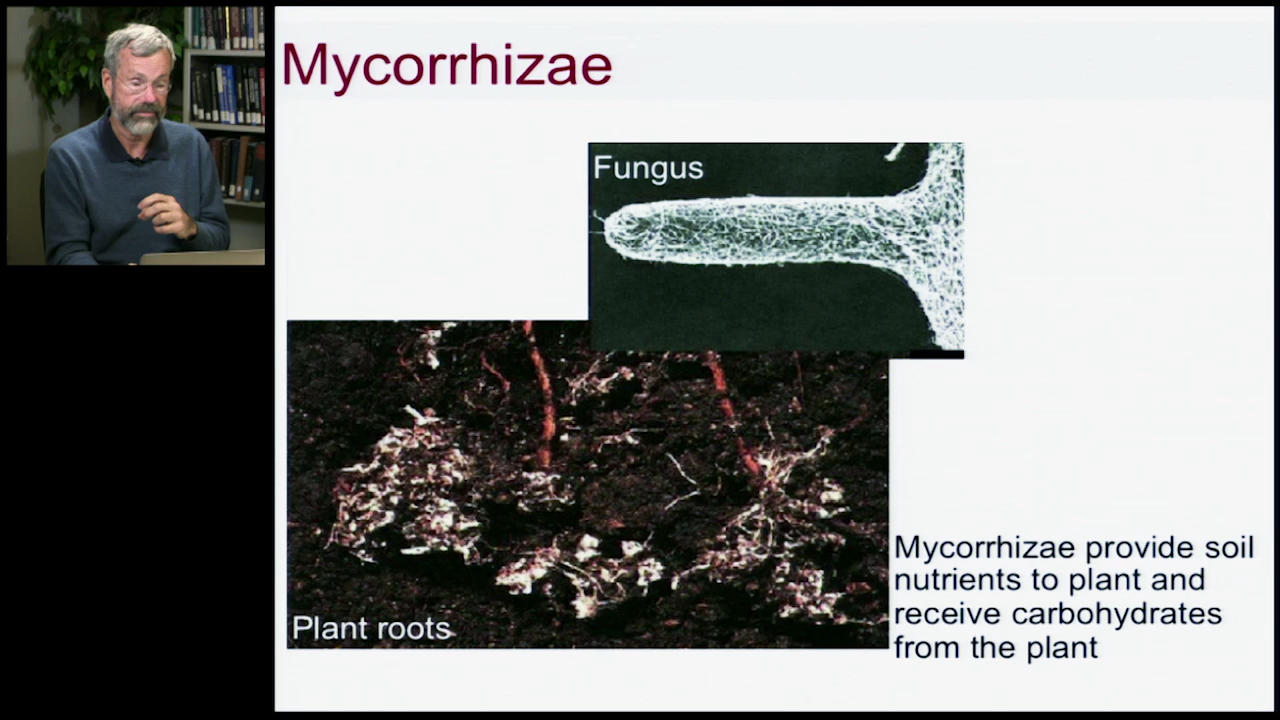 Mycorrhizae
Fungus
Plant roots
Mycorrhizae provide soil
nutrients to plant and
receive carbohydrates
from the plant